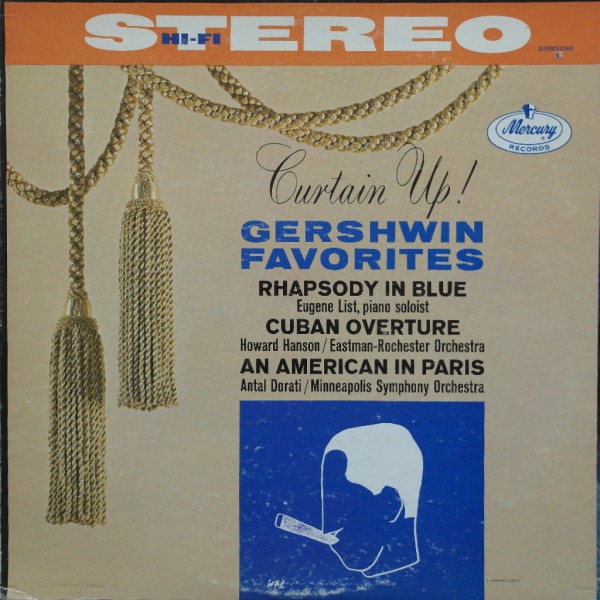 STEREO
HI-FI
SR90290
Mercury
RECORDS
Curtain Up!
GERSHWIN
FAVORITES
RHAPSODY IN BLUE
Eugene List, piano soloist
CUBAN OVERTURE
Howard Hanson/Eastman-Rochester Orchestra
AN AMERICAN IN PARIS
Antal Dorati/Minneapolis Symphony Orchestra